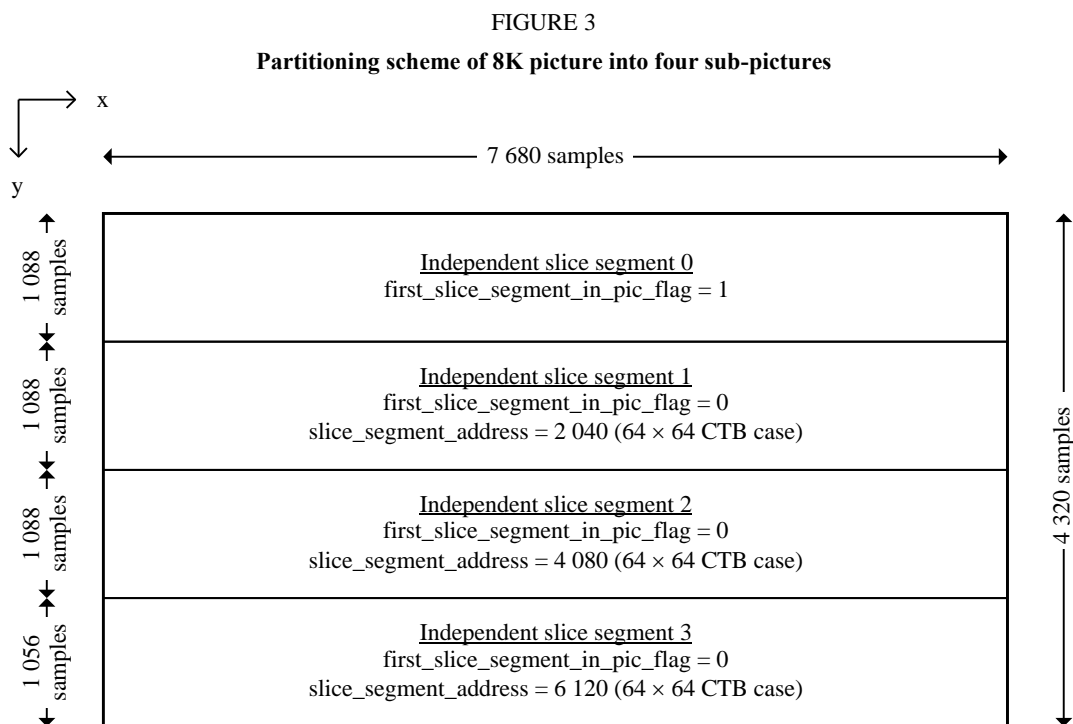 FIGURE 3
Partitioning scheme of 8K picture into four sub-pictures
x
y
7 680 samples
1 088
samples
Independent slice segment 0
first_slice_segment_in_pic_flag = 1
1 088
samples
Independent slice segment 1
first_slice_segment_in_pic_flag = 0
slice_segment_address = 2 040 (64 × 64 CTB case)
1 088
samples
Independent slice segment 2
first_slice_segment_in_pic_flag = 0
slice_segment_address = 4 080 (64 × 64 CTB case)
1 056
samples
Independent slice segment 3
first_slice_segment_in_pic_flag = 0
slice_segment_address = 6 120 (64 × 64 CTB case)
4 320 samples